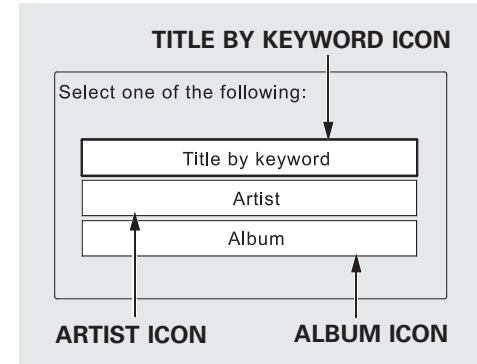 TITLE BY KEYWORD ICON
Select one of the following:
Title by keyword
Artist
Album
ARTIST ICON ALBUM ICON